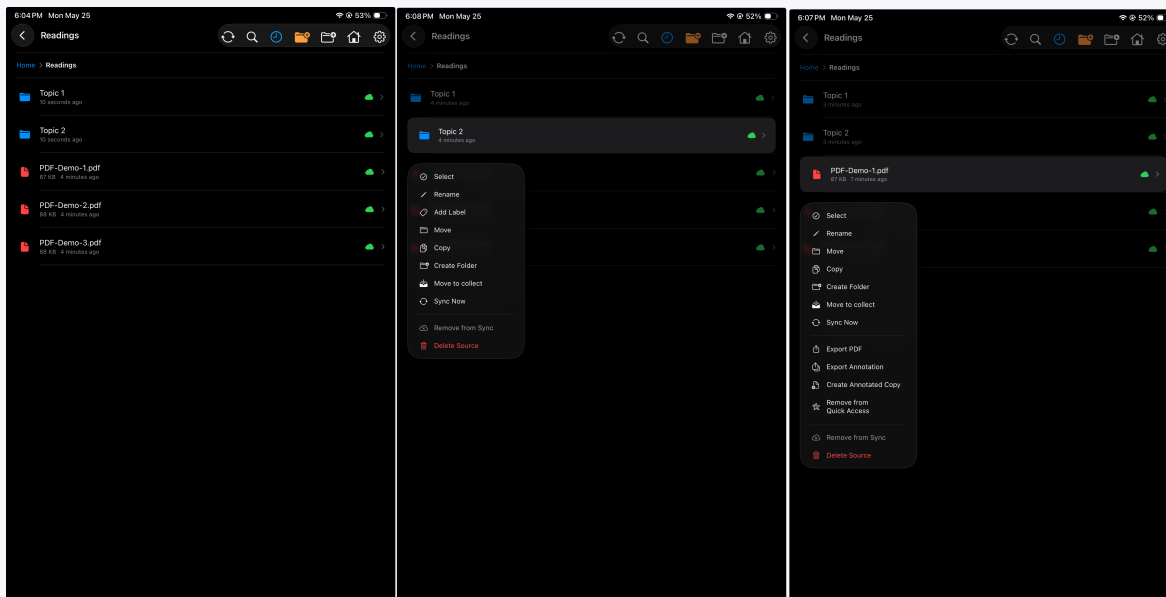 6:04 PM Mon May 25
53%
Readings
Home > Readings
Topic 1
10 seconds ago
Topic 2
10 seconds ago
PDF-Demo-1.pdf
87 KB 4 minutes ago
PDF-Demo-2.pdf
88 KB 4 minutes ago
PDF-Demo-3.pdf
88 KB 4 minutes ago
6:08 PM Mon May 25
52%
Readings
Home > Readings
Topic 1
4 minutes ago
Topic 2
4 minutes ago
Select
Rename
Add Label
Move
Copy
Create Folder
Move to collect
Sync Now
Remove from Sync
Delete Source
6:07 PM Mon May 25
52%
Readings
Home > Readings
Topic 1
3 minutes ago
Topic 2
3 minutes ago
PDF-Demo-1.pdf
87 KB 7 minutes ago
Select
Rename
Move
Copy
Create Folder
Move to collect
Sync Now
Export PDF
Export Annotation
Create Annotated Copy
Remove from
Quick Access
Remove from Sync
Delete Source